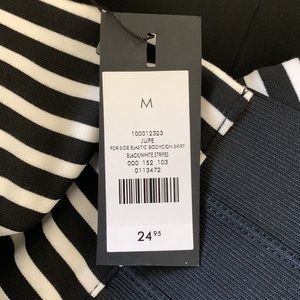 M
100012323
JUPE
FOR.SIDE ELASTIC BODYCON SKIRT
BLACK/WHITE STRIPES
000 152 103
0113472
24.95